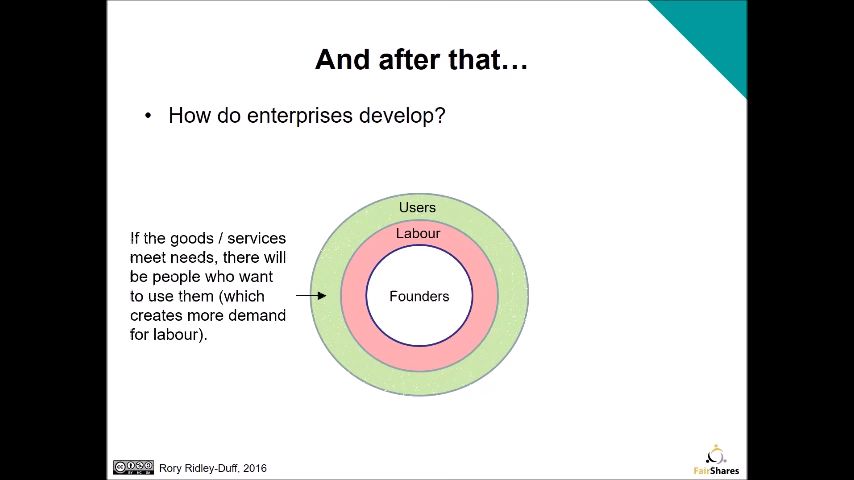 And after that…
• How do enterprises develop?
Users
Labour
Founders
If the goods / services
meet needs, there will
be people who want
to use them (which
creates more demand
for labour).
Rory Ridley-Duff, 2016
FairShares